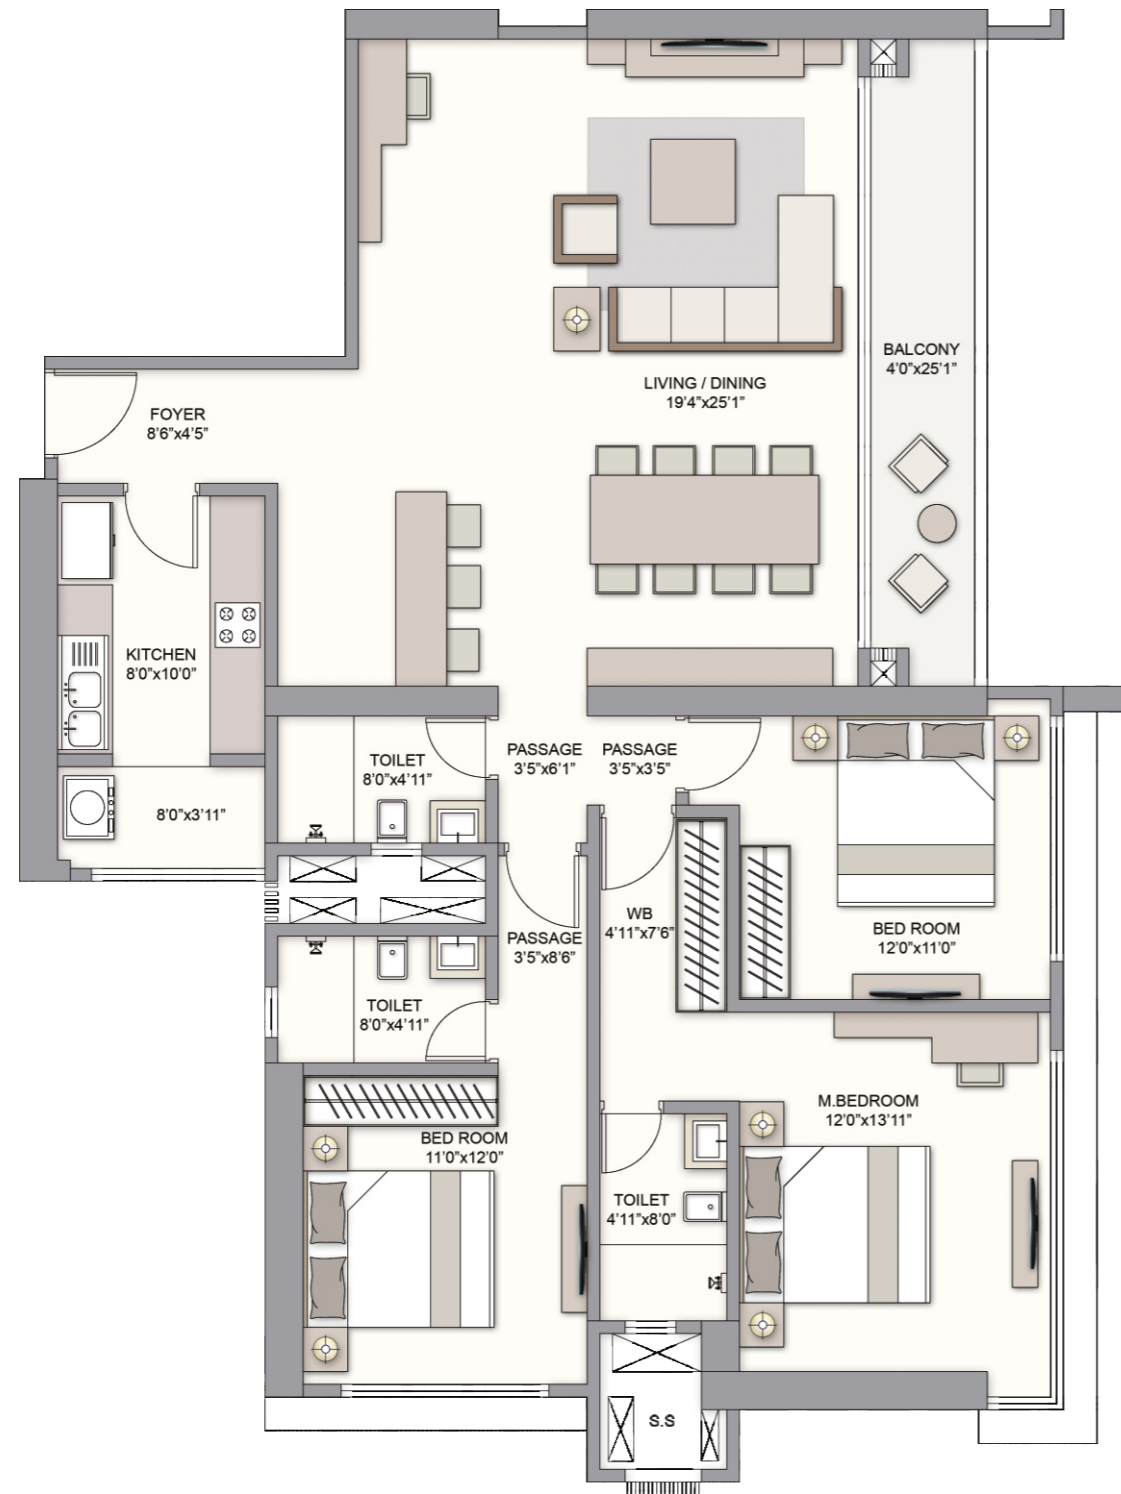 BALCONY
4'0"x25'1"
LIVING / DINING
19'4"x25'1"
FOYER
8'6"x4'5"
KITCHEN
8'0"x10'0"
TOILET
8'0"x4'11"
PASSAGE
3'5"x6'1"
PASSAGE
3'5"x3'5"
8'0"x3'11"
WB
4'11"x7'6"
BED ROOM
12'0"x11'0"
PASSAGE
3'5"x8'6"
TOILET
8'0"x4'11"
M.BEDROOM
12'0"x13'11"
BED ROOM
11'0"x12'0"
TOILET
4'11"x8'0"
S.S